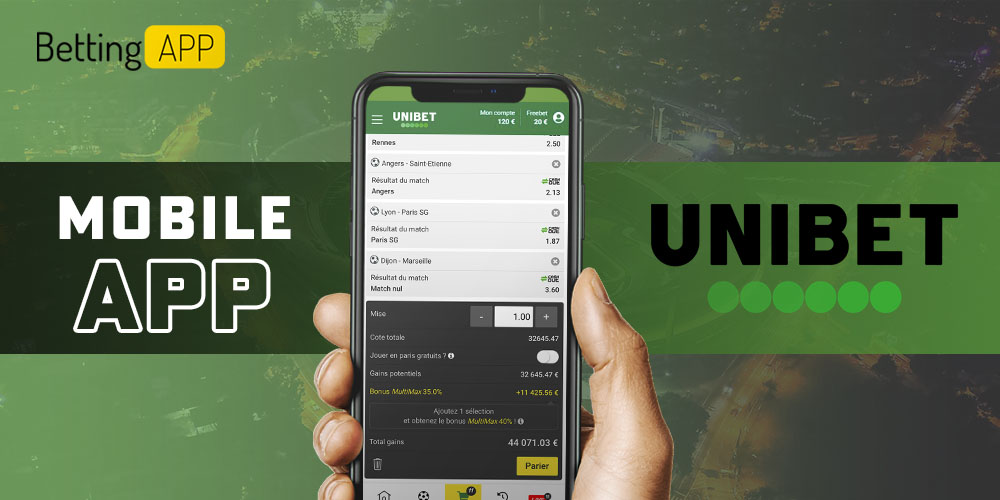 Betting APP
MOBILE
APP
UNIBET
Mon compte
120 €
Freebet
20 €
Rennes
2.50
Angers - Saint-Etienne
Résultat du match
Angers
2.13
Lyon - Paris SG
Résultat du match
Paris SG
1.87
Dijon - Marseille
Résultat du match
Match nul
3.60
Mise
- 1.00 +
Cote totale
32645.47
Jouer en paris gratuits ?
Gains potentiels
32 645.47 €
Bonus MultiMax 35.0%
+11 425.56 €
Ajoutez 1 sélection
et obtenez le bonus MultiMax 40% !
Total gains
44 071.03 €
Parier
UNIBET